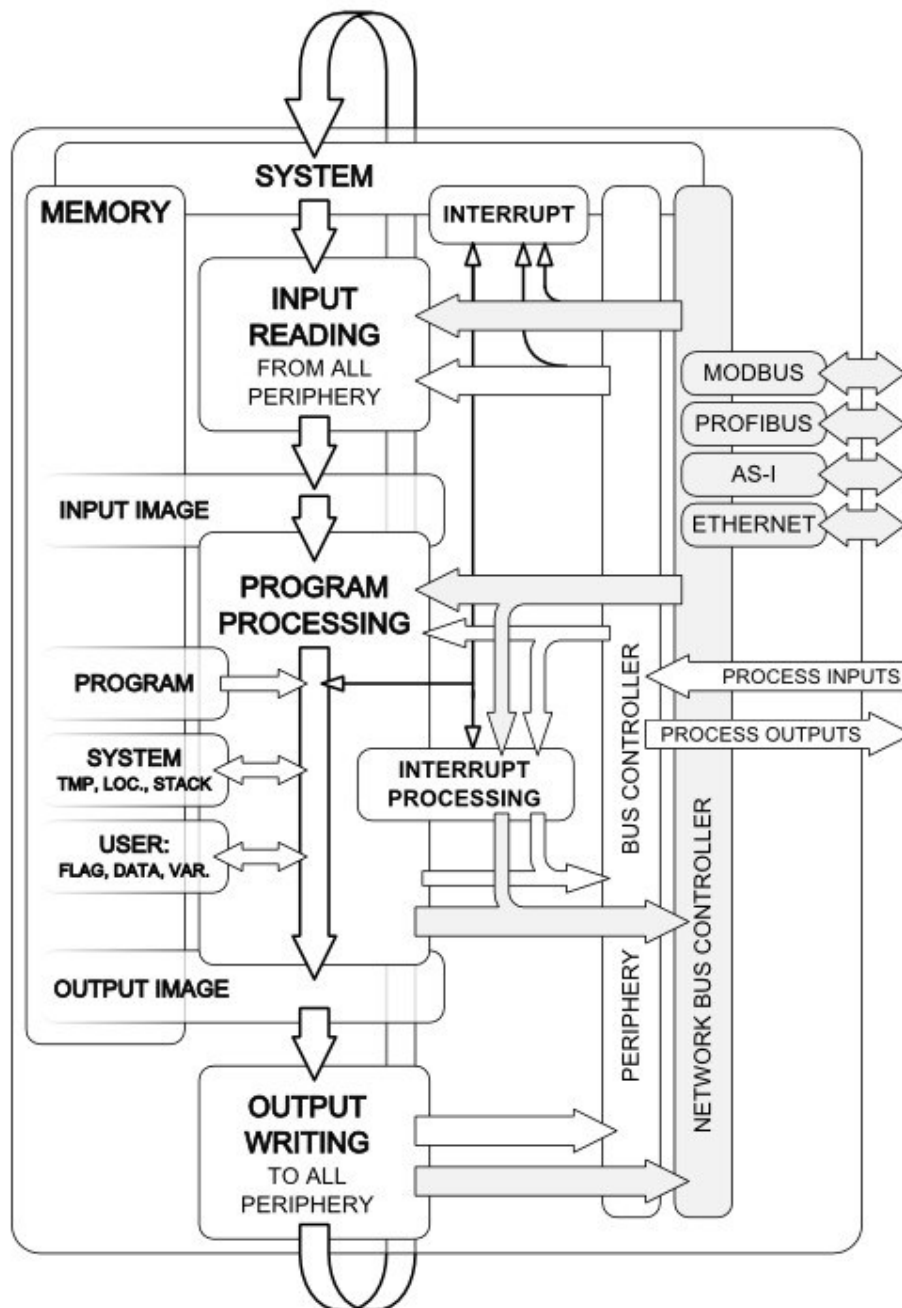 SYSTEM
MEMORY
INTERRUPT
INPUT
READING
FROM ALL
PERIPHERY
MODBUS
PROFIBUS
AS-I
ETHERNET
INPUT IMAGE
PROGRAM
PROCESSING
PROGRAM
SYSTEM
TMP, LOC., STACK
USER:
FLAG, DATA, VAR.
INTERRUPT
PROCESSING
PROCESS INPUTS
PROCESS OUTPUTS
PERIPHERY BUS CONTROLLER
NETWORK BUS CONTROLLER
OUTPUT IMAGE
OUTPUT
WRITING
TO ALL
PERIPHERY